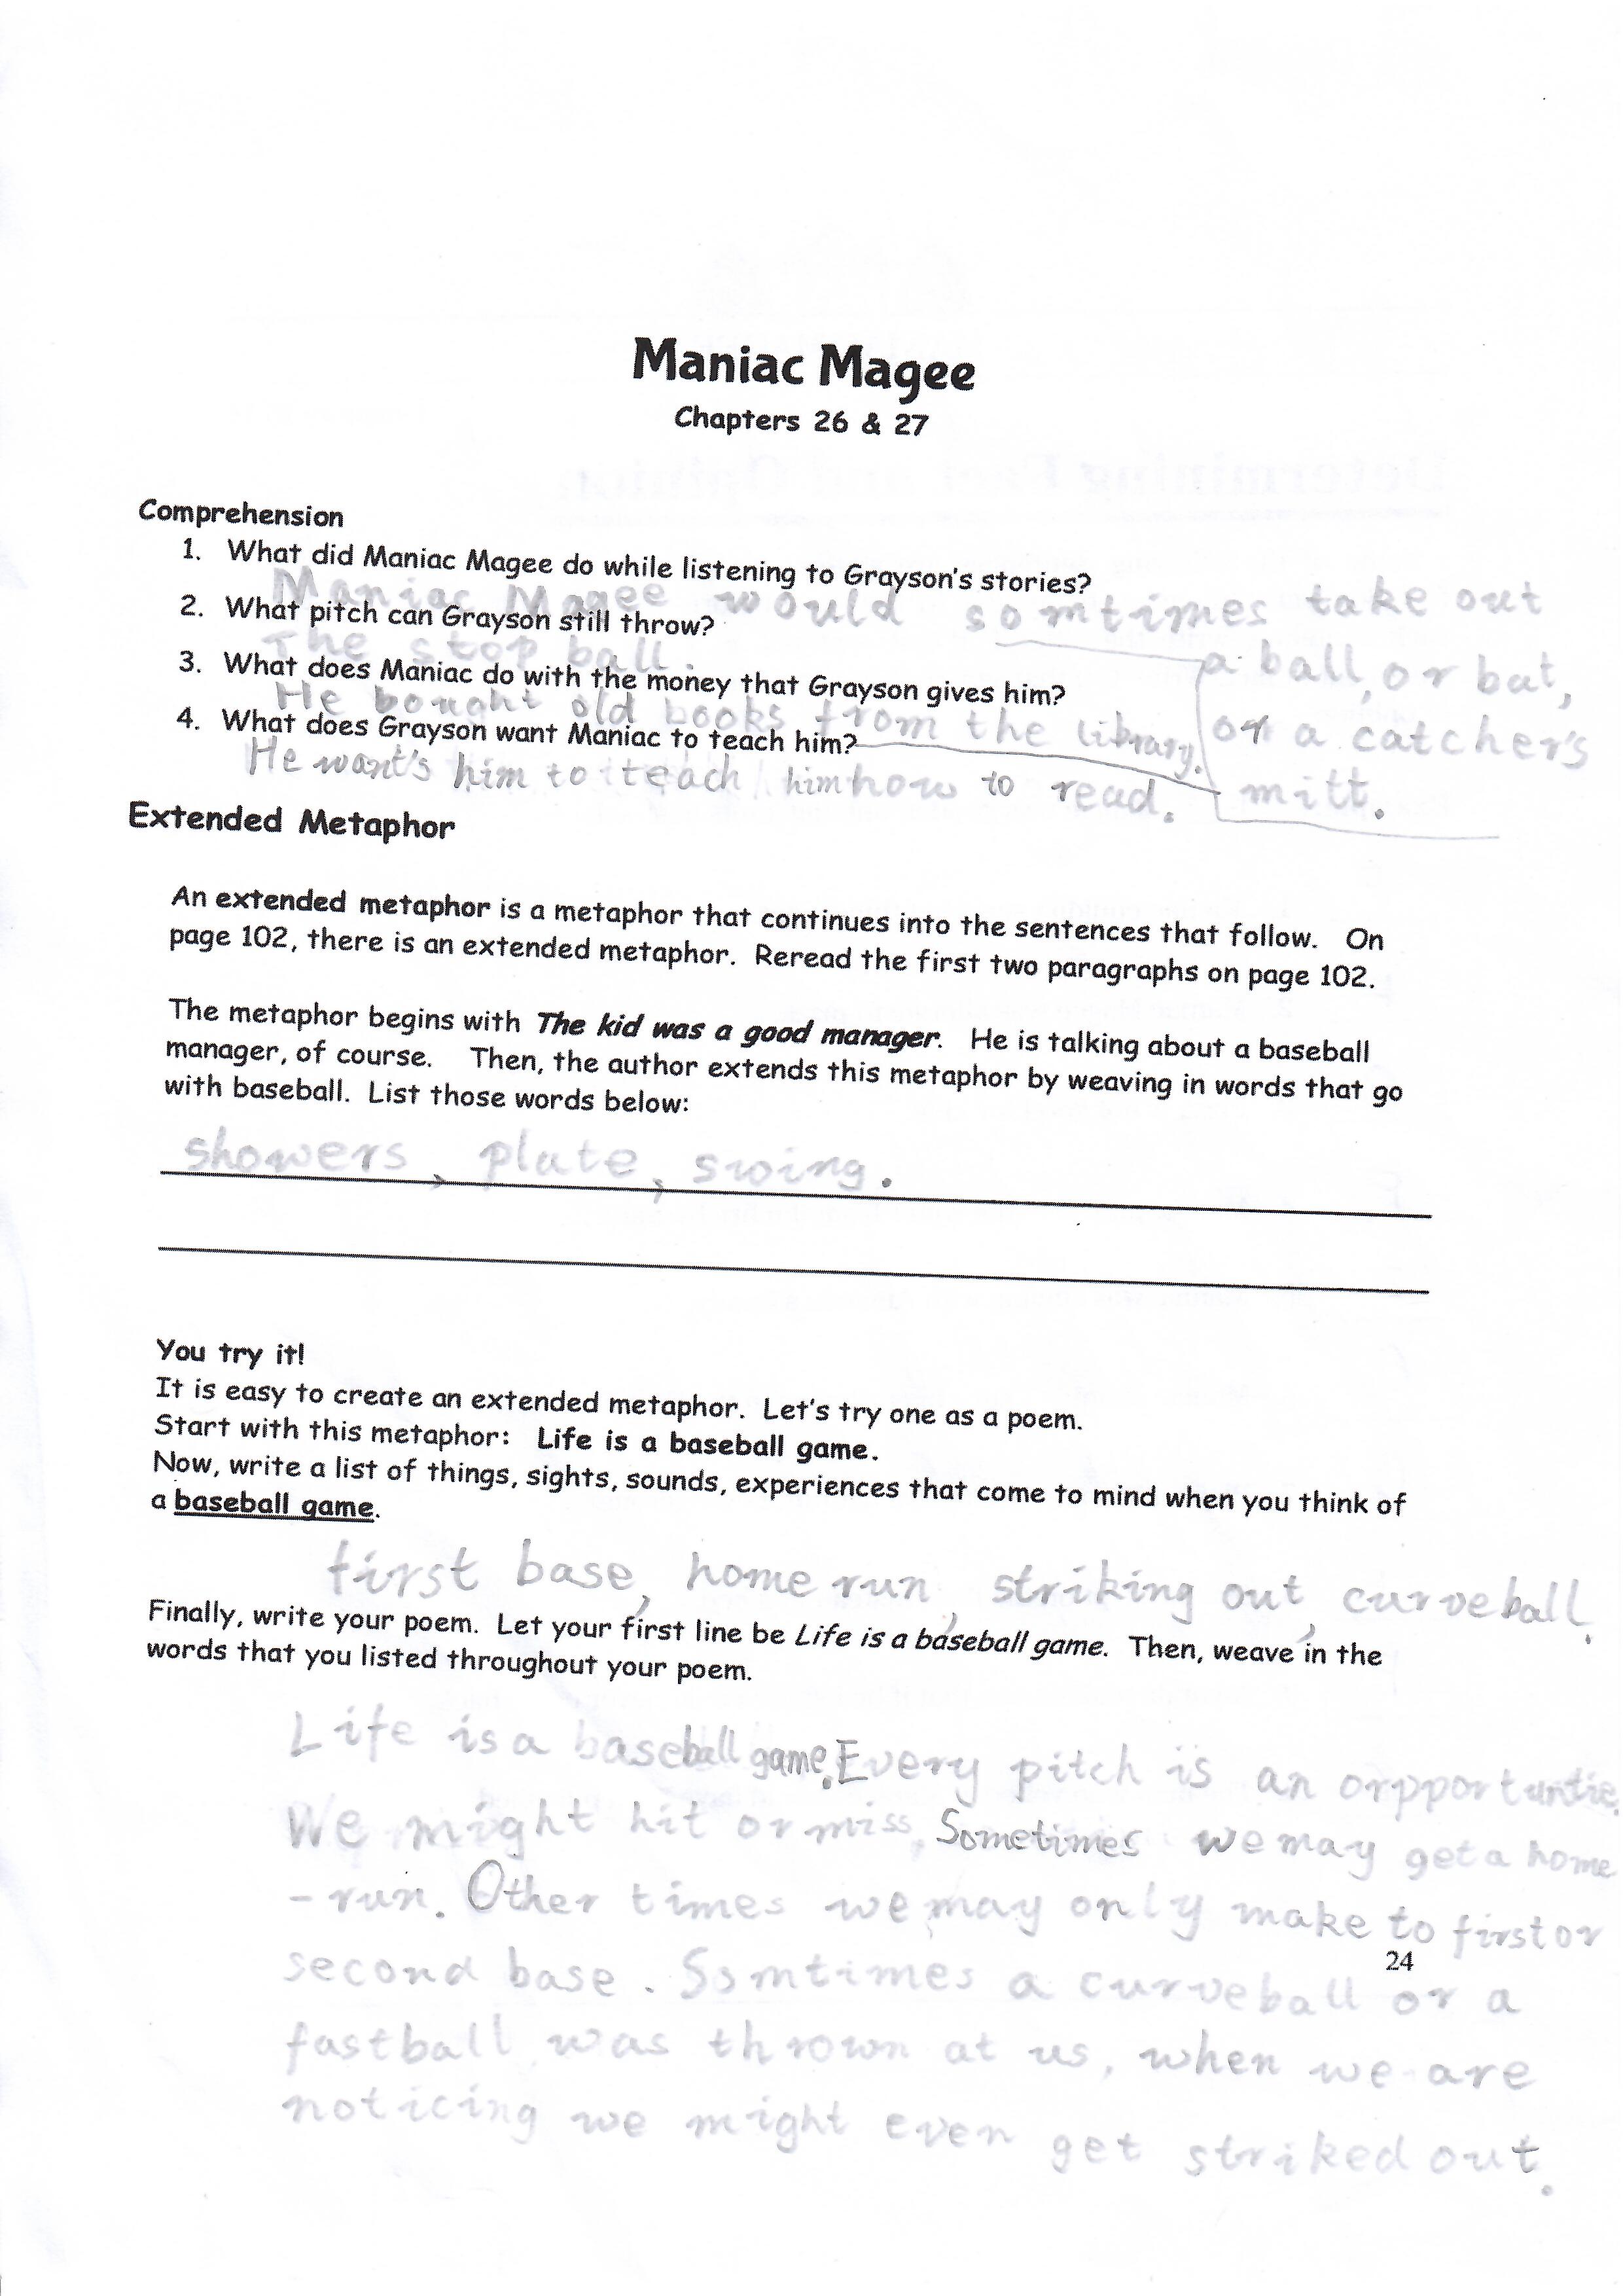 Maniac Magee
Chapters 26 & 27
Comprehension
1. What did Maniac Magee do while listening to Grayson's stories?
Maniac Magee would somtimes take out
a ball, or bat,
or a catcher's
mitt.
2. What pitch can Grayson still throw?
The stop ball.
3. What does Maniac do with the money that Grayson gives him?
He bought old books from the library.
4. What does Grayson want Maniac to teach him?
He want's him to teach him how to read.
Extended Metaphor
An extended metaphor is a metaphor that continues into the sentences that follow. On
page 102, there is an extended metaphor. Reread the first two paragraphs on page 102.
The metaphor begins with The kid was a good manager. He is talking about a baseball
manager, of course. Then, the author extends this metaphor by weaving in words that go
with baseball. List those words below:
showers, plate, swing.
You try it!
It is easy to create an extended metaphor. Let's try one as a poem.
Start with this metaphor: Life is a baseball game.
Now, write a list of things, sights, sounds, experiences that come to mind when you think of
a baseball game.
first base, home run, striking out, curveball.
Finally, write your poem. Let your first line be Life is a baseball game. Then, weave in the
words that you listed throughout your poem.
Life is a baseball game. Every pitch is an orpportuntie.
We might hit or miss, Sometimes we may get a home
-run. Other times we may only make to first or
24
second base. Somtimes a curveball or a
fastball was thrown at us, when we are
noticing we might even get striked out.